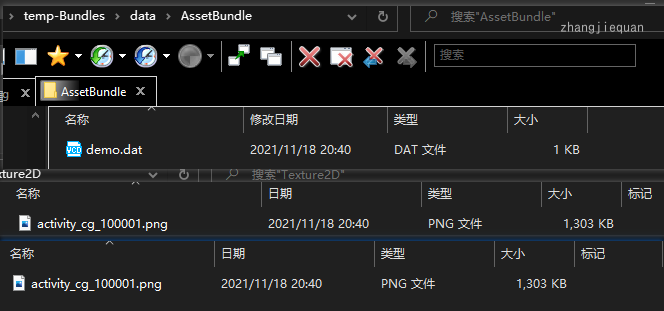 temp-Bundles › data › AssetBundle 搜索"AssetBundle"
zhangjiequan
搜索
g AssetBundle
名称 修改日期 类型 大小
demo.dat 2021/11/18 20:40 DAT 文件 1 KB
xture2D 搜索"Texture2D"
名称 日期 类型 大小 标记
activity_cg_100001.png 2021/11/18 20:40 PNG 文件 1,303 KB
名称 日期 类型 大小 标记
activity_cg_100001.png 2021/11/18 20:40 PNG 文件 1,303 KB